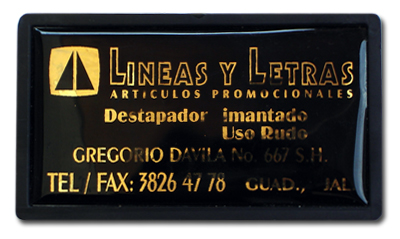 LINEAS Y LETRAS
ARTICULOS PROMOCIONALES
Destapador imantado
Uso Rudo
GREGORIO DAVILA No. 667 S.H.
TEL / FAX: 3826 47 78 GUAD., JAL